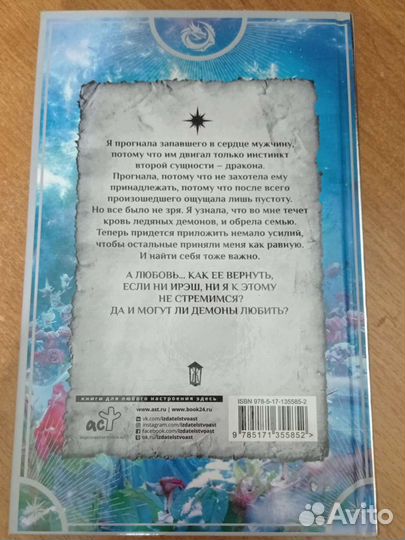 Я прогнала запавшего в сердце мужчину,
потому что им двигал только инстинкт
второй сущности – дракона.
Прогнала, потому что не захотела ему
принадлежать, потому что после всего
произошедшего ощущала лишь пустоту.
Но все было не зря. Я узнала, что во мне течет
кровь ледяных демонов, и обрела семью.
Теперь придется приложить немало усилий,
чтобы остальные приняли меня как равную.
И найти себя тоже важно.
А ЛЮБОВЬ... КАК ЕЕ ВЕРНУТЬ,
ЕСЛИ НИ ИРЭШ, НИ Я К ЭТОМУ
НЕ СТРЕМИМСЯ?
ДА И МОГУТ ЛИ ДЕМОНЫ ЛЮБИТЬ?
книги для любого настроения здесь
аст
www.ast.ru | www.book24.ru
vk.com/izdatelstvoast
instagram.com/izdatelstvoast
facebook.com/izdatelstvoast
ok.ru/izdatelstvoast
ISBN 978-5-17-135585-2
9 785171 355852 >
Avito